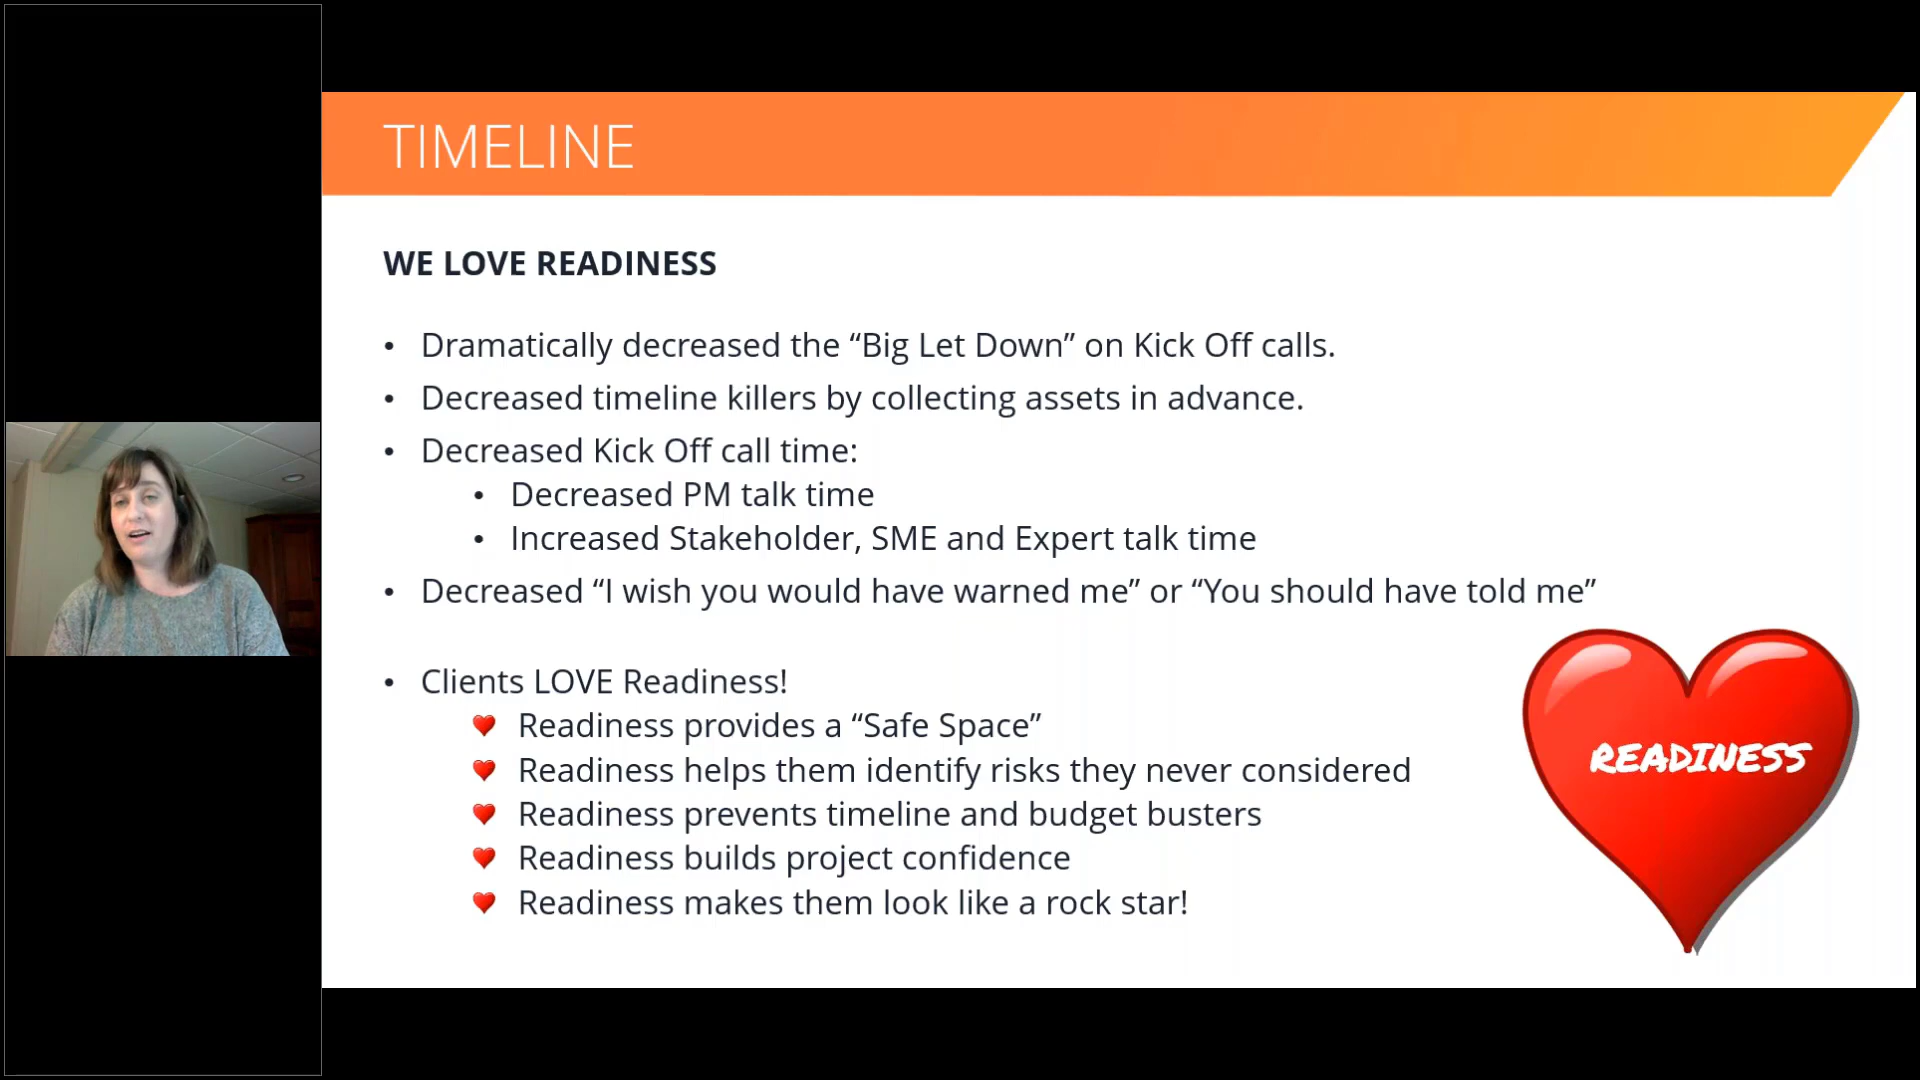 TIMELINE
WE LOVE READINESS
• Dramatically decreased the “Big Let Down” on Kick Off calls.
• Decreased timeline killers by collecting assets in advance.
• Decreased Kick Off call time:
• Decreased PM talk time
• Increased Stakeholder, SME and Expert talk time
• Decreased “I wish you would have warned me” or “You should have told me”
• Clients LOVE Readiness!
Readiness provides a “Safe Space”
Readiness helps them identify risks they never considered
Readiness prevents timeline and budget busters
Readiness builds project confidence
Readiness makes them look like a rock star!
READINESS